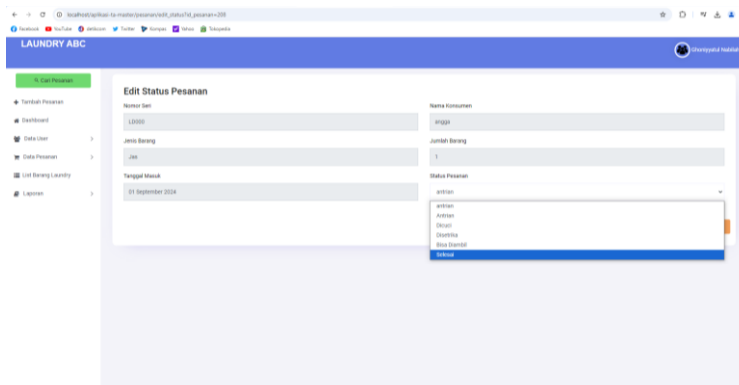 localhost/aplikasi-ta-master/pesanan/edit_status?id_pesanan=209
Facebook YouTube detikcom Twitter Kompas Yahoo Tokopedia
LAUNDRY ABC
Cari Pesanan
Tambah Pesanan
Dashboard
Data User
Data Pesanan
List Barang Laundry
Laporan
Edit Status Pesanan
Nomor Seri
Nama Konsumen
angga
Jenis Barang
Jumlah Barang
Jas
1
Tanggal Masuk
Status Pesanan
01 September 2024
antrian
antrian
Antrian
Dicuci
Disetrika
Bisa Diambil
Selesai